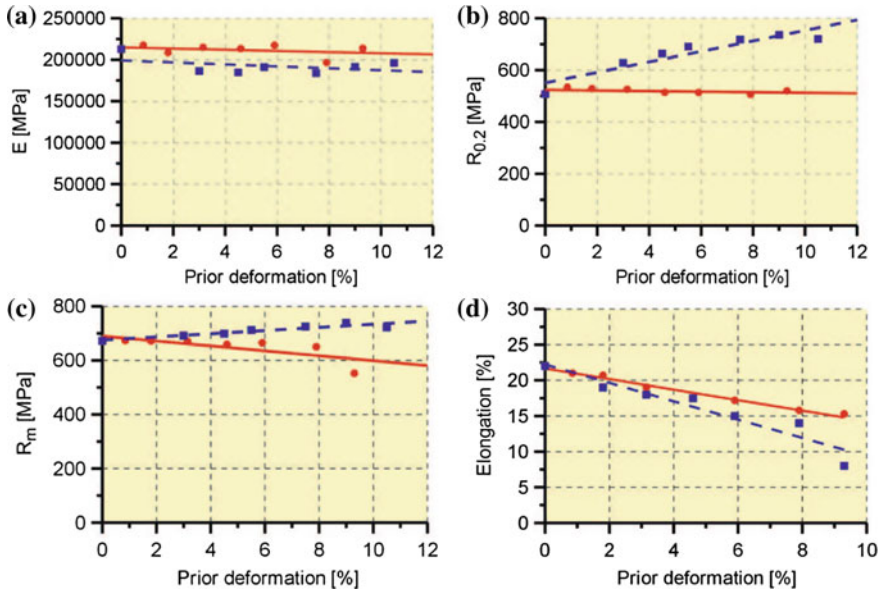 (a)
250000
200000
150000
100000
50000
0
E [MPa]
0 2 4 6 8 10 12
Prior deformation [%]
(b)
800
600
400
200
0
R0.2 [MPa]
0 2 4 6 8 10 12
Prior deformation [%]
(c)
800
600
400
200
0
Rm [MPa]
0 2 4 6 8 10 12
Prior deformation [%]
(d)
30
25
20
15
10
5
0
Elongation [%]
0 2 4 6 8 10
Prior deformation [%]